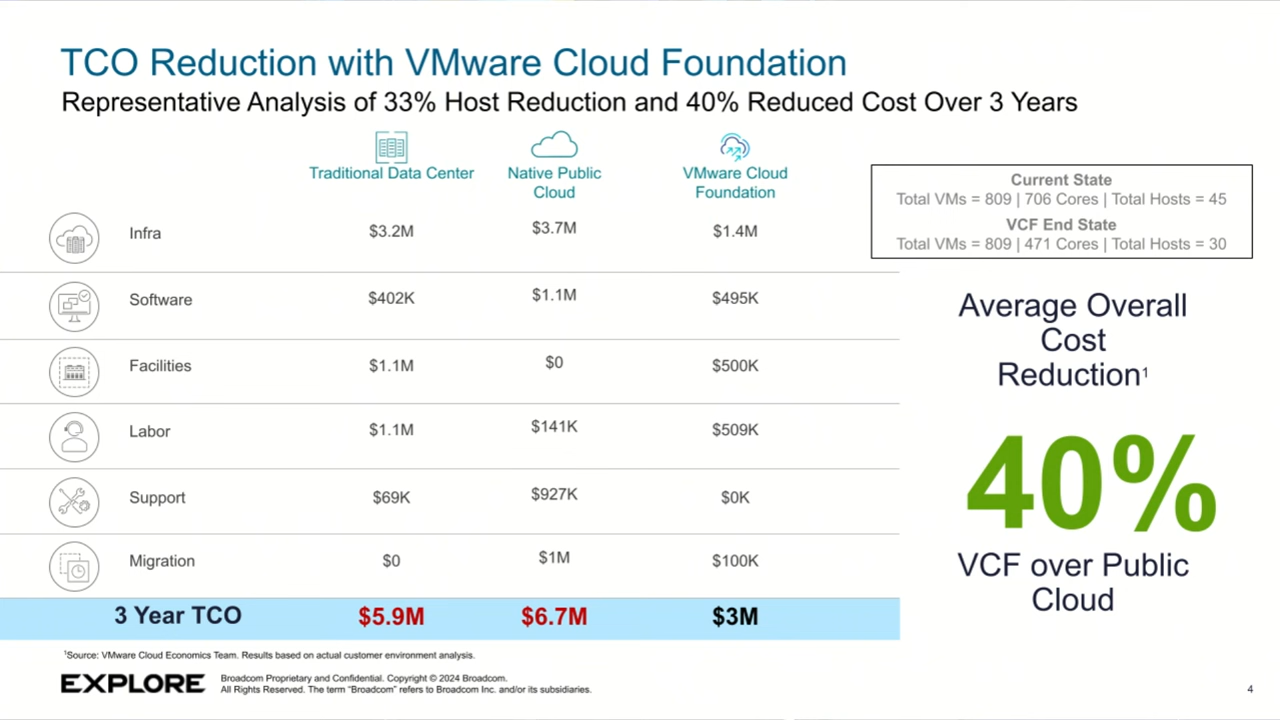 TCO Reduction with VMware Cloud Foundation
Representative Analysis of 33% Host Reduction and 40% Reduced Cost Over 3 Years
Traditional Data Center
Native Public
Cloud
VMware Cloud
Foundation
Infra $3.2M $3.7M $1.4M
Software $402K $1.1M $495K
Facilities $1.1M $0 $500K
Labor $1.1M $141K $509K
Support $69K $927K $0K
Migration $0 $1M $100K
3 Year TCO $5.9M $6.7M $3M
Current State
Total VMs = 809 | 706 Cores | Total Hosts = 45
VCF End State
Total VMs = 809 | 471 Cores | Total Hosts = 30
Average Overall
Cost
Reduction¹
40%
VCF over Public
Cloud
¹Source: VMware Cloud Economics Team. Results based on actual customer environment analysis.
EXPLORE
Broadcom Proprietary and Confidential. Copyright © 2024 Broadcom.
All Rights Reserved. The term “Broadcom” refers to Broadcom Inc. and/or its subsidiaries.
4